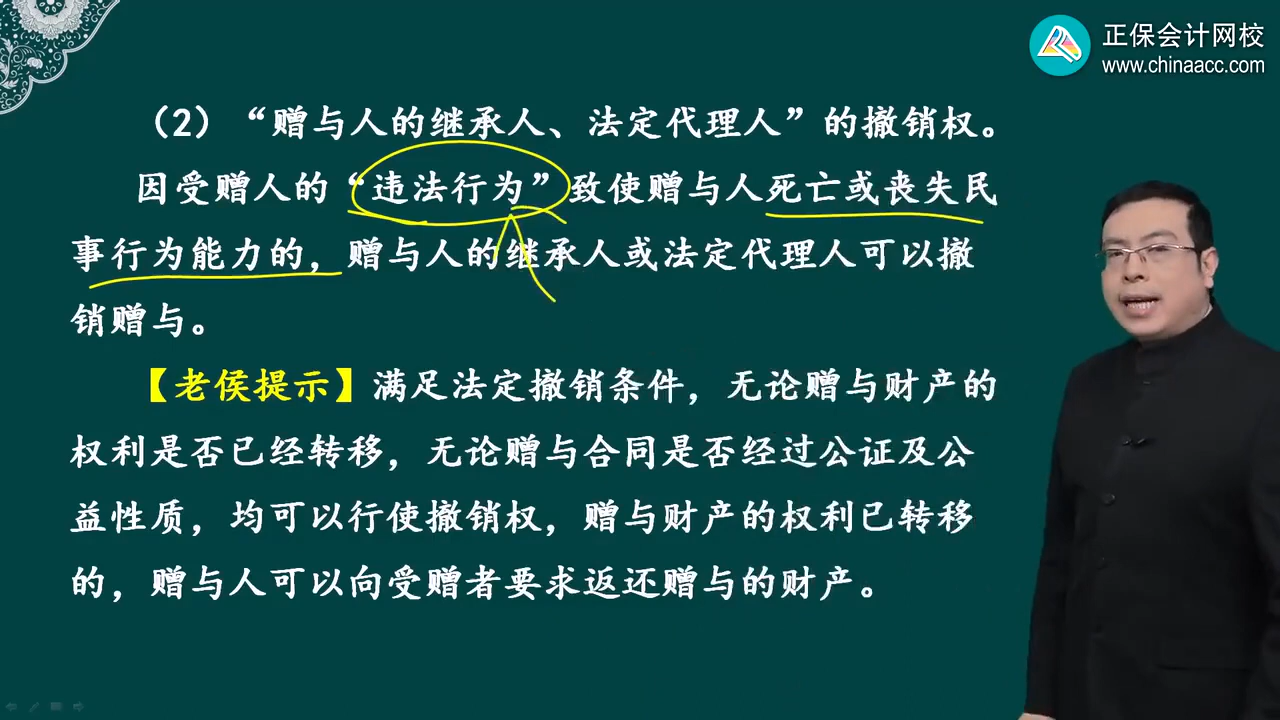 正保会计网校
www.chinaacc.com
（2）“赠与人的继承人、法定代理人”的撤销权。
因受赠人的“违法行为”致使赠与人死亡或丧失民
事行为能力的，赠与人的继承人或法定代理人可以撤
销赠与。
【老侯提示】满足法定撤销条件，无论赠与财产的
权利是否已经转移，无论赠与合同是否经过公证及公
益性质，均可以行使撤销权，赠与财产的权利已转移
的，赠与人可以向受赠者要求返还赠与的财产。